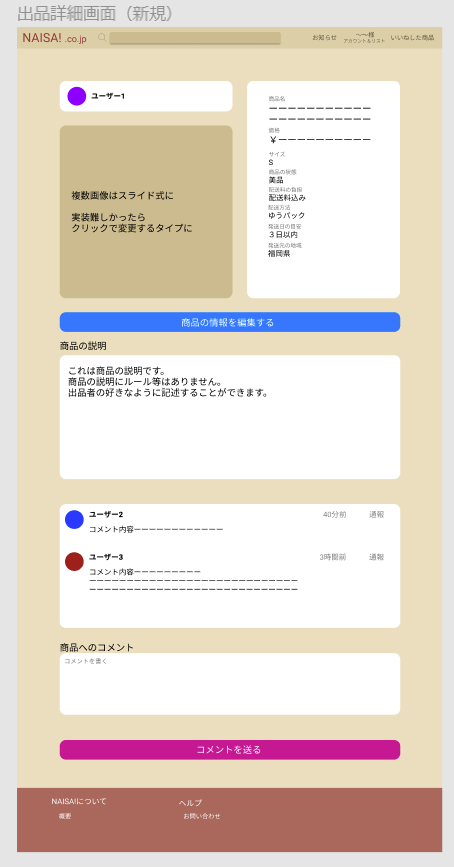 出品詳細画面（新規）
NAISA! .co.jp
お知らせ
〜〜様
アカウント＆リスト
いいねした商品
ユーザー1
複数画像はスライド式に
実装難しかったら
クリックで変更するタイプに
商品名
ーーーーーーーーーーー
ーーーーーーーーーーー
価格
￥ーーーーーーーーーー
サイズ
S
商品の状態
美品
配送料の負担
配送料込み
配送方法
ゆうパック
発送日の目安
３日以内
発送元の地域
福岡県
商品の情報を編集する
商品の説明
これは商品の説明です。
商品の説明にルール等はありません。
出品者の好きなように記述することができます。
ユーザー2 40分前 通報
コメント内容ーーーーーーーーーーーー
ユーザー3 3時間前 通報
コメント内容ーーーーーーーーー
ーーーーーーーーーーーーーーーーーーーーーーーーーーーー
ーーーーーーーーーーーーーーーーーーーーーーーーーーーー
商品へのコメント
コメントを書く
コメントを送る
NAISA!について
ヘルプ
概要
お問い合わせ